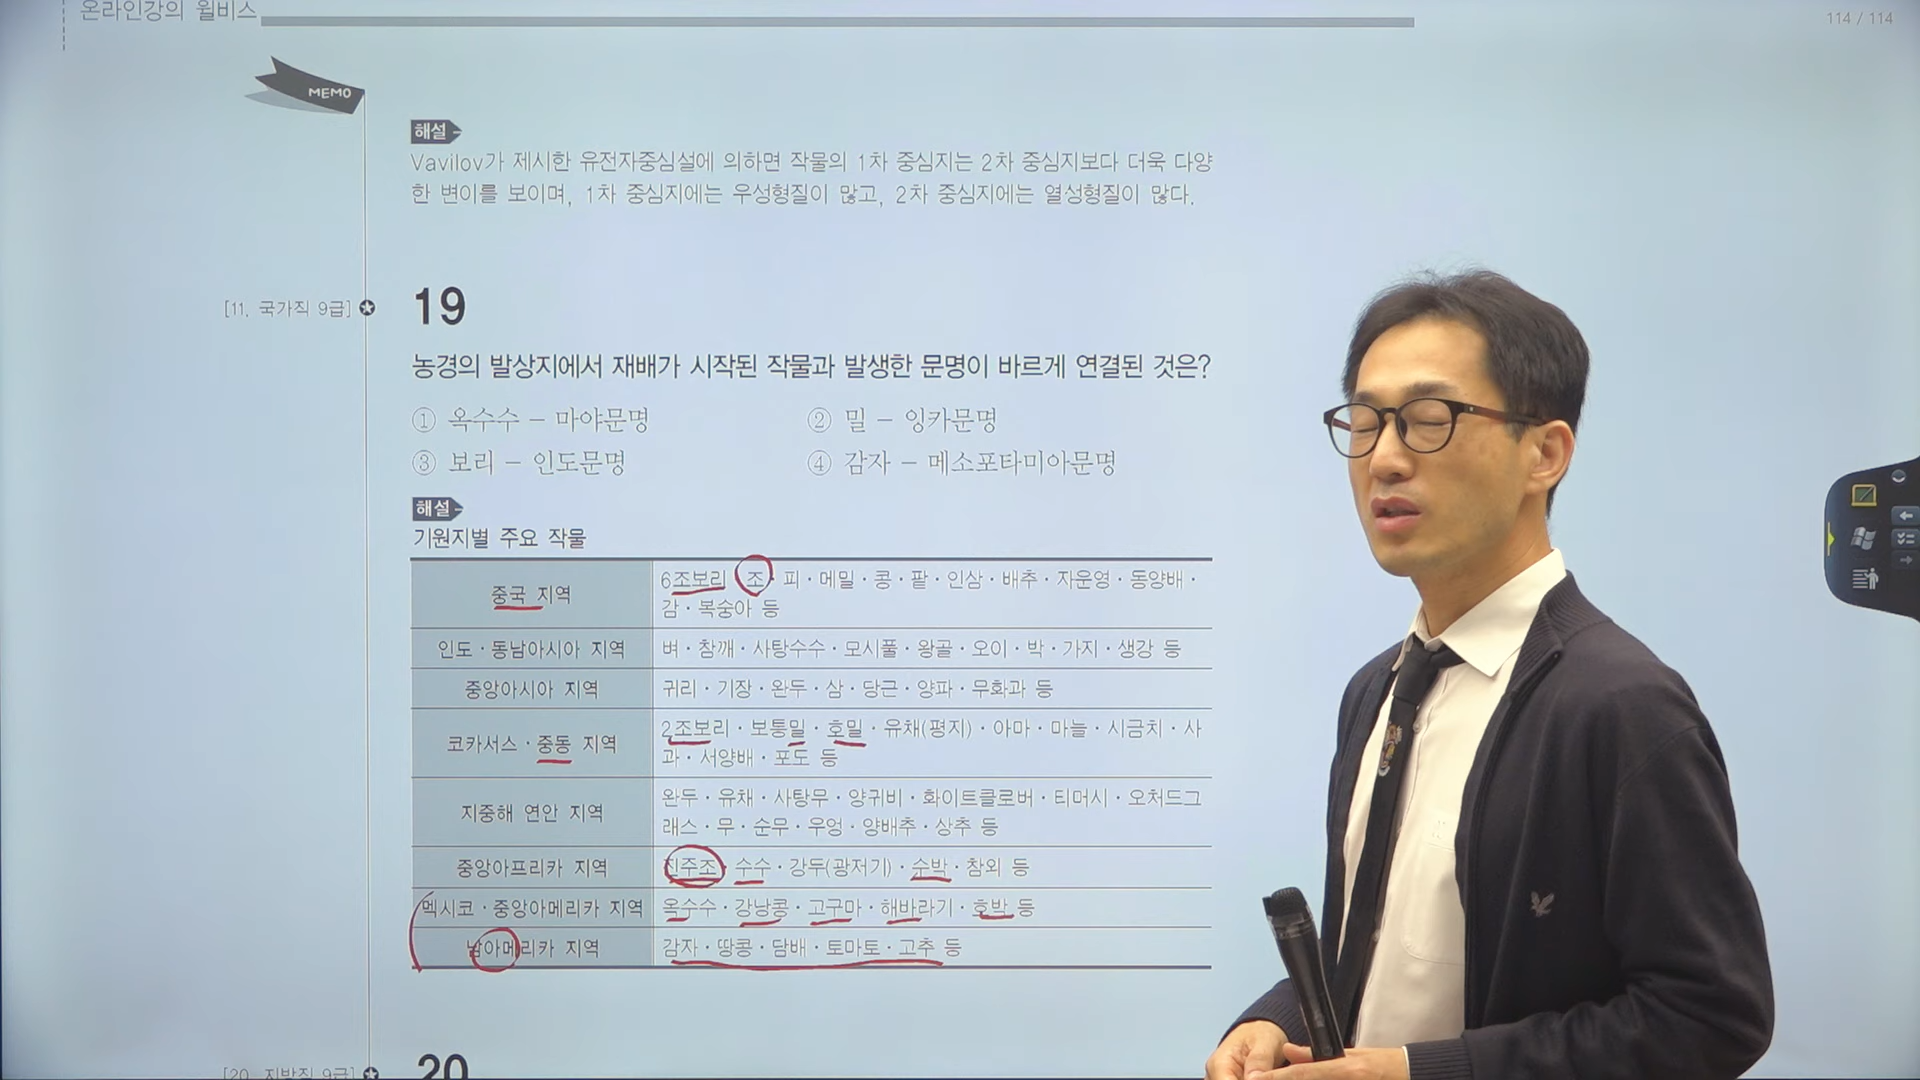 온라인강의 윌비스
114 / 114
MEMO
해설
Vavilov가 제시한 유전자중심설에 의하면 작물의 1차 중심지는 2차 중심지보다 더욱 다양
한 변이를 보이며, 1차 중심지에는 우성형질이 많고, 2차 중심지에는 열성형질이 많다.
[11. 국가직 9급]
19
농경의 발상지에서 재배가 시작된 작물과 발생한 문명이 바르게 연결된 것은?
① 옥수수 – 마야문명
② 밀 – 잉카문명
③ 보리 – 인도문명
④ 감자 – 메소포타미아문명
해설
기원지별 주요 작물
중국 지역
6조보리 · 조 · 피 · 메밀 · 콩 · 팥 · 인삼 · 배추 · 자운영 · 동양배 ·
감 · 복숭아 등
인도 · 동남아시아 지역
벼 · 참깨 · 사탕수수 · 모시풀 · 왕골 · 오이 · 박 · 가지 · 생강 등
중앙아시아 지역
귀리 · 기장 · 완두 · 삼 · 당근 · 양파 · 무화과 등
코카서스 · 중동 지역
2조보리 · 보통밀 · 호밀 · 유채(평지) · 아마 · 마늘 · 시금치 · 사
과 · 서양배 · 포도 등
지중해 연안 지역
완두 · 유채 · 사탕무 · 양귀비 · 화이트클로버 · 티머시 · 오처드그
래스 · 무 · 순무 · 우엉 · 양배추 · 상추 등
중앙아프리카 지역
진주조 · 수수 · 강두(광저기) · 수박 · 참외 등
멕시코 · 중앙아메리카 지역
옥수수 · 강낭콩 · 고구마 · 해바라기 · 호박 등
남아메리카 지역
감자 · 땅콩 · 담배 · 토마토 · 고추 등
[20. 지방직 9급]
20